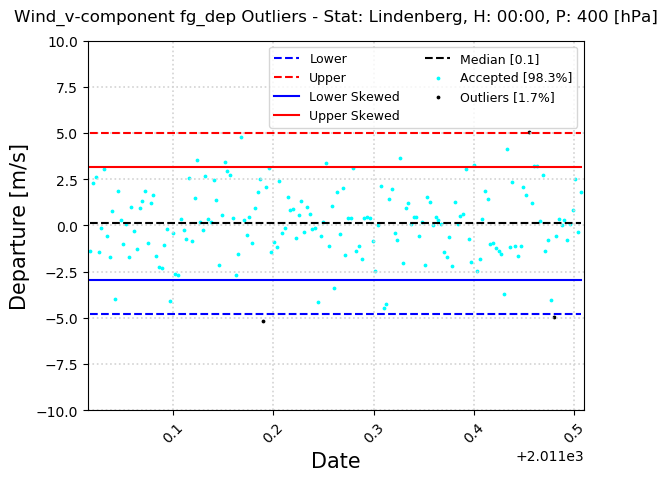 Wind_v-component fg_dep Outliers - Stat: Lindenberg, H: 00:00, P: 400 [hPa]
10.0
7.5
5.0
2.5
0.0
−2.5
−5.0
−7.5
−10.0
Departure [m/s]
Lower
Upper
Lower Skewed
Upper Skewed
Median [0.1]
Accepted [98.3%]
Outliers [1.7%]
0.1
0.2
0.3
0.4
0.5
+2.011e3
Date